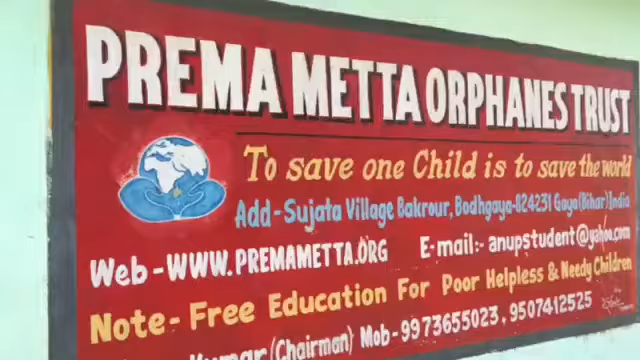 PREMA METTA ORPHANES TRUST
To save one Child is to save the world
Add - Sujata Village Bakrour, Bodhgaya-824231 Gaya (Bihar) India
Web - WWW.PREMAMETTA.ORG E-mail:- anupstudent@yahoo.com
Note - Free Education For Poor Helpless & Needy Children
Kumar (Chairman) Mob - 9973655023, 9507412525